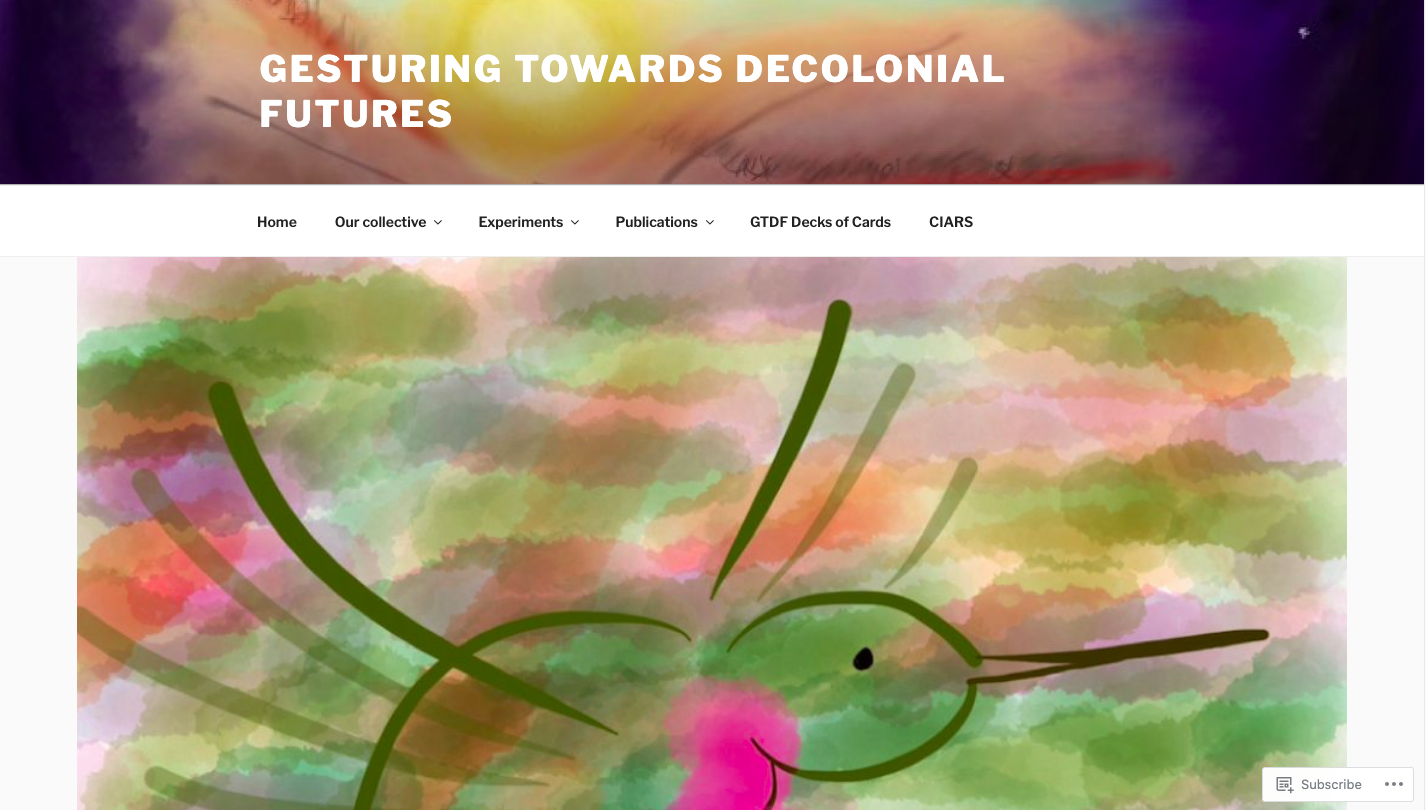 GESTURING TOWARDS DECOLONIAL
FUTURES
Home Our collective Experiments Publications GTDF Decks of Cards CIARS
Subscribe